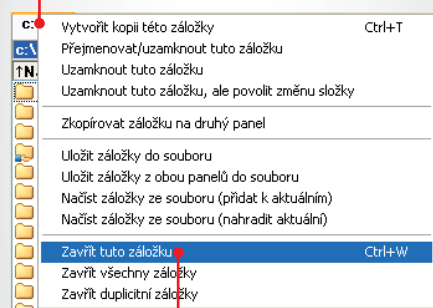 c:
Vytvořit kopii této záložky Ctrl+T
c:\
Přejmenovat/uzamknout tuto záložku
↑N
Uzamknout tuto záložku
Uzamknout tuto záložku, ale povolit změnu složky
Zkopírovat záložku na druhý panel
Uložit záložky do souboru
Uložit záložky z obou panelů do souboru
Načíst záložky ze souboru (přidat k aktuálním)
Načíst záložky ze souboru (nahradit aktuální)
Zavřít tuto záložku Ctrl+W
Zavřít všechny záložky
Zavřít duplicitní záložky